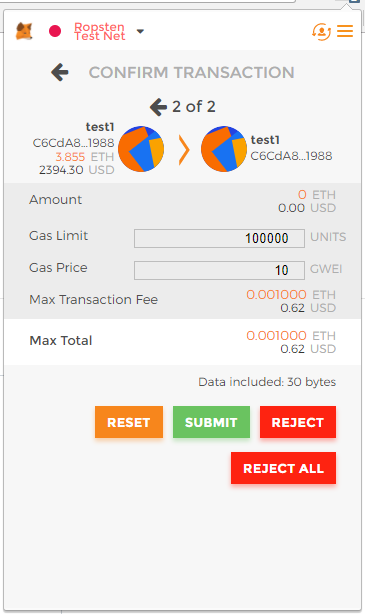 Ropsten
Test Net
CONFIRM TRANSACTION
2 of 2
test1
C6CdA8...1988
3.855 ETH
2394.30 USD
test1
C6CdA8...1988
Amount
0 ETH
0.00 USD
Gas Limit
100000 UNITS
Gas Price
10 GWEI
Max Transaction Fee
0.001000 ETH
0.62 USD
Max Total
0.001000 ETH
0.62 USD
Data included: 30 bytes
RESET SUBMIT REJECT
REJECT ALL